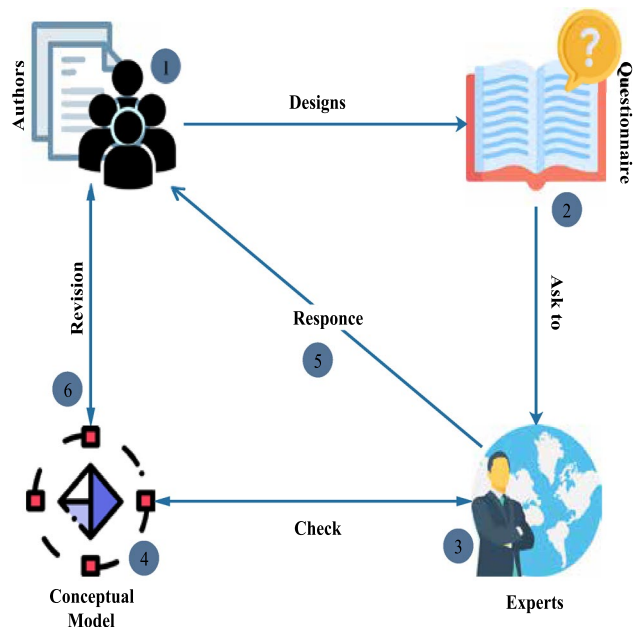 Authors
1
Designs
?
Questionnaire
2
Revision
Responce
5
Ask to
6
Check
3
4
Conceptual
Model
Experts